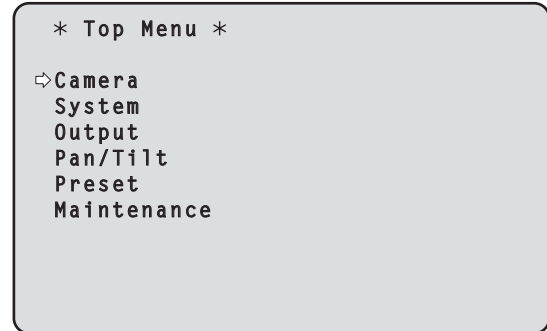 * Top Menu *
⇨Camera
System
Output
Pan/Tilt
Preset
Maintenance